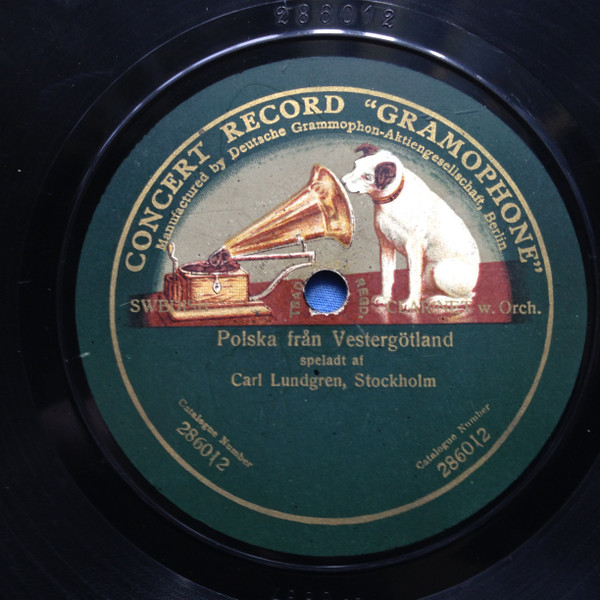 286012
CONCERT RECORD "GRAMOPHONE"
Manufactured by Deutsche Grammophon-Aktiengesellschaft, Berlin
CLARINET w. Orch.
Polska från Vestergötland
speladt af
Carl Lundgren, Stockholm
Catalogue Number
286012
Catalogue Number
286012